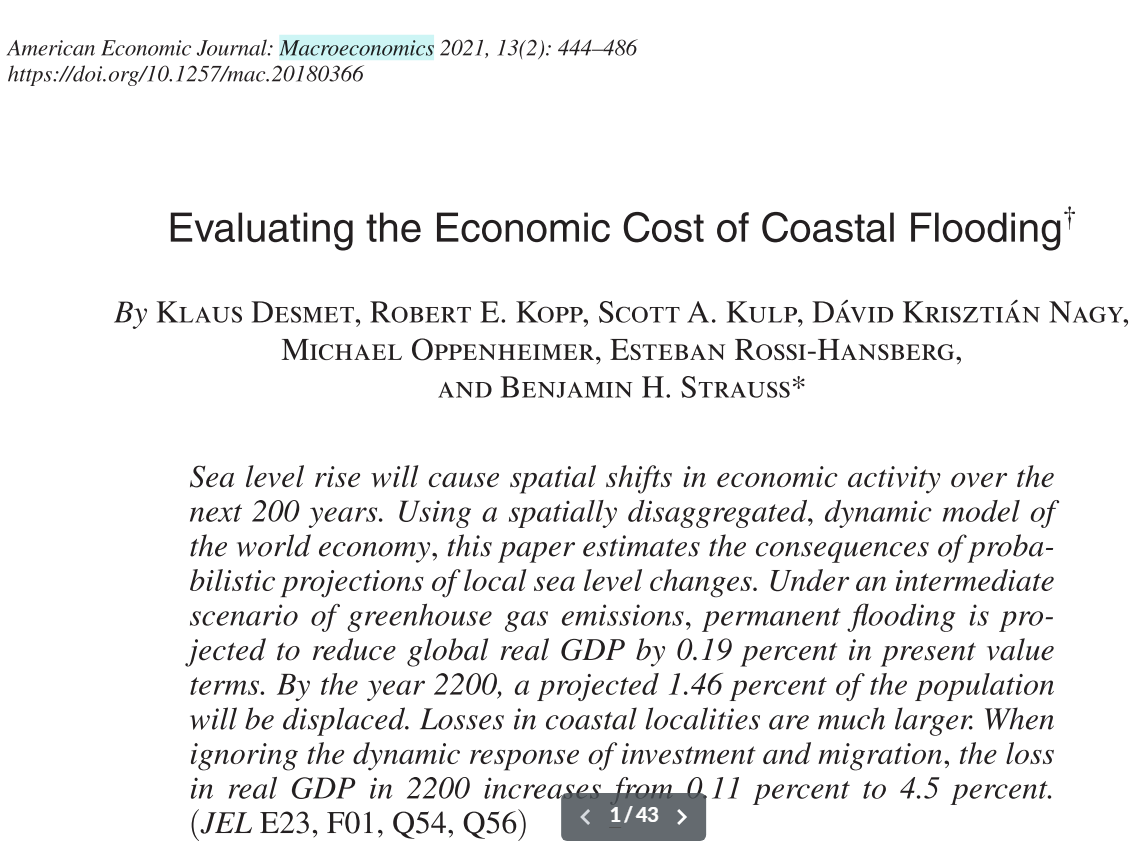 American Economic Journal: Macroeconomics 2021, 13(2): 444–486
https://doi.org/10.1257/mac.20180366
Evaluating the Economic Cost of Coastal Flooding†
By Klaus Desmet, Robert E. Kopp, Scott A. Kulp, Dávid Krisztián Nagy,
Michael Oppenheimer, Esteban Rossi-Hansberg,
and Benjamin H. Strauss*
Sea level rise will cause spatial shifts in economic activity over the
next 200 years. Using a spatially disaggregated, dynamic model of
the world economy, this paper estimates the consequences of proba-
bilistic projections of local sea level changes. Under an intermediate
scenario of greenhouse gas emissions, permanent flooding is pro-
jected to reduce global real GDP by 0.19 percent in present value
terms. By the year 2200, a projected 1.46 percent of the population
will be displaced. Losses in coastal localities are much larger. When
ignoring the dynamic response of investment and migration, the loss
in real GDP in 2200 increases from 0.11 percent to 4.5 percent.
(JEL E23, F01, Q54, Q56)
1/43